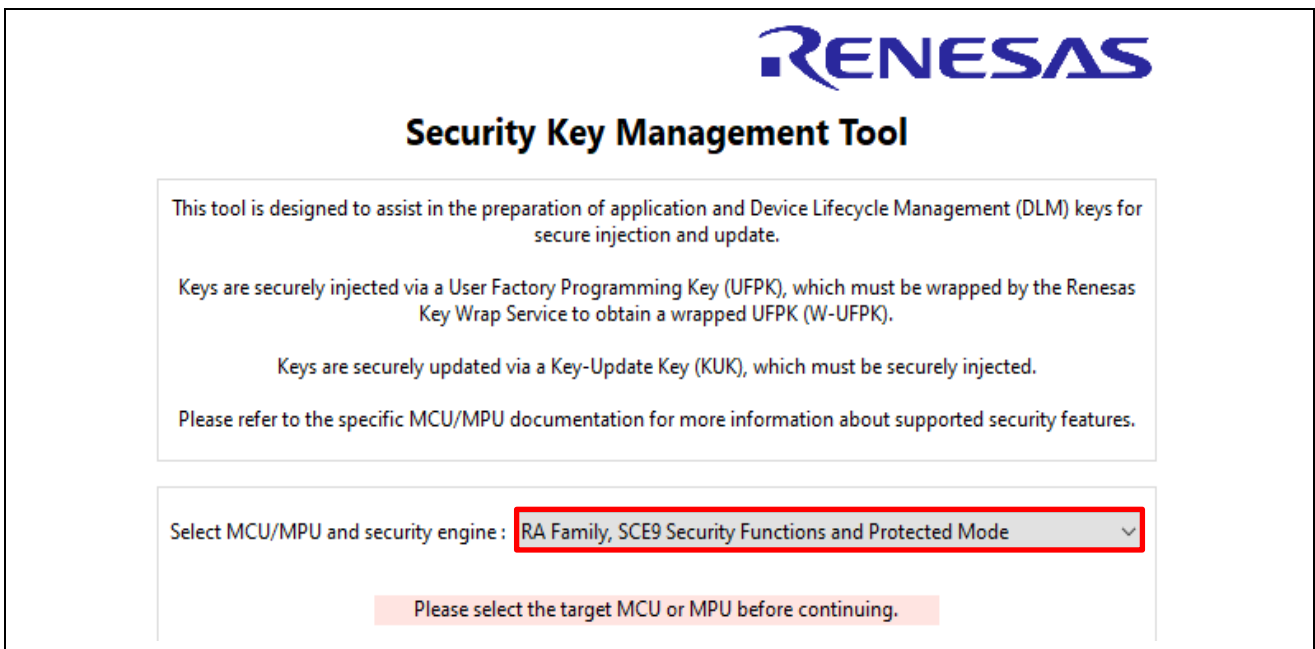 RENESAS
Security Key Management Tool
This tool is designed to assist in the preparation of application and Device Lifecycle Management (DLM) keys for
secure injection and update.
Keys are securely injected via a User Factory Programming Key (UFPK), which must be wrapped by the Renesas
Key Wrap Service to obtain a wrapped UFPK (W-UFPK).
Keys are securely updated via a Key-Update Key (KUK), which must be securely injected.
Please refer to the specific MCU/MPU documentation for more information about supported security features.
Select MCU/MPU and security engine : RA Family, SCE9 Security Functions and Protected Mode
Please select the target MCU or MPU before continuing.